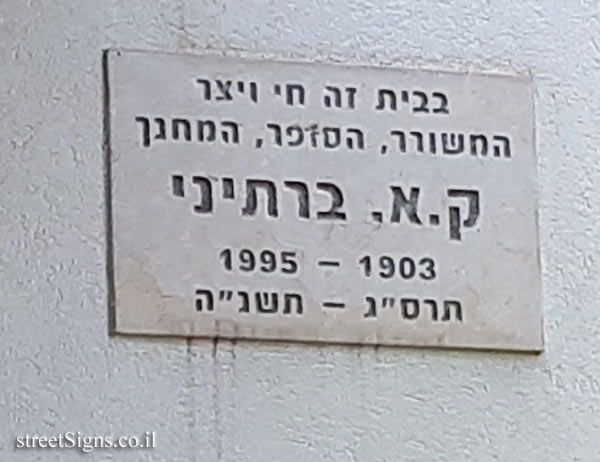 בבית זה חי ויצר
המשורר, הסופר, המחנך
ק.א. ברתיני
1903 – 1995
תרס"ג – תשנ"ה
streetSigns.co.il